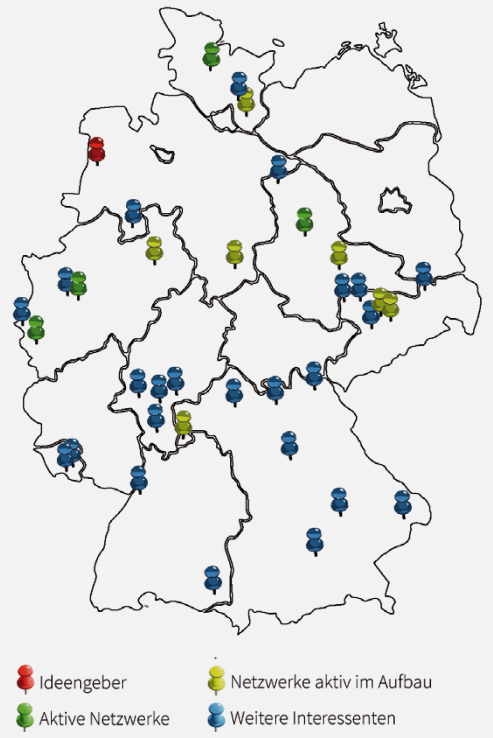 Ideengeber
Netzwerke aktiv im Aufbau
Aktive Netzwerke
Weitere Interessenten